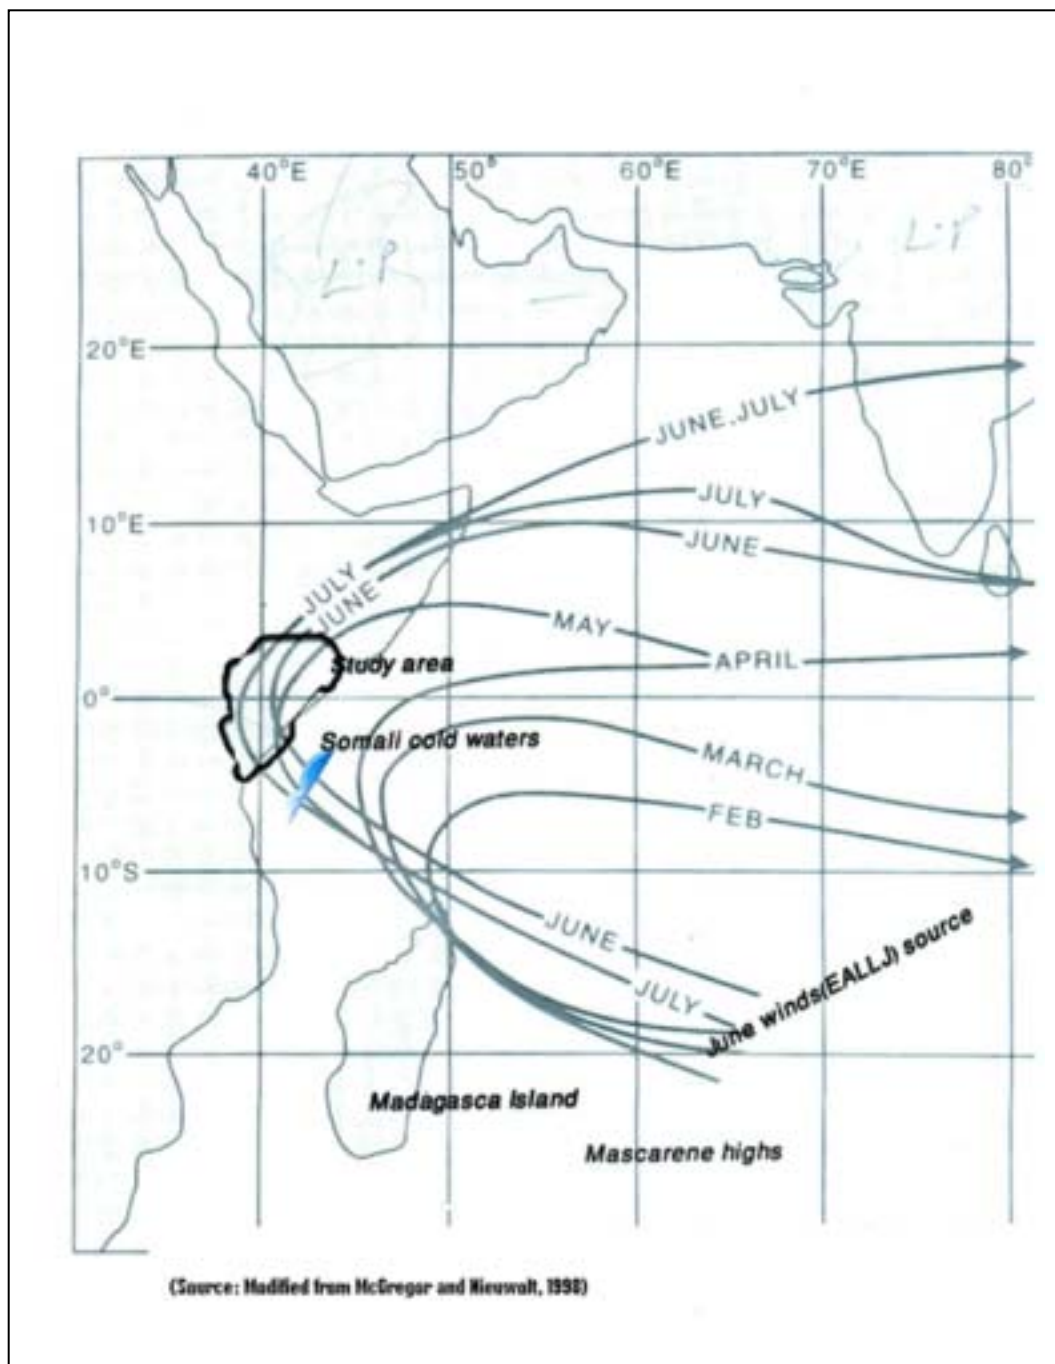 40°E 50° 60°E 70°E 80°
20°E
JUNE.JULY
10°E
JULY
JUNE
JULY
JUNE
MAY
Study area
APRIL
0°
Somali cold waters
MARCH
FEB
10°S
JUNE
June winds(EALLJ) source
JULY
20°
Madagasca Island
Mascarene highs
(Source: Modified from McGregor and Nieuwolt, 1998)